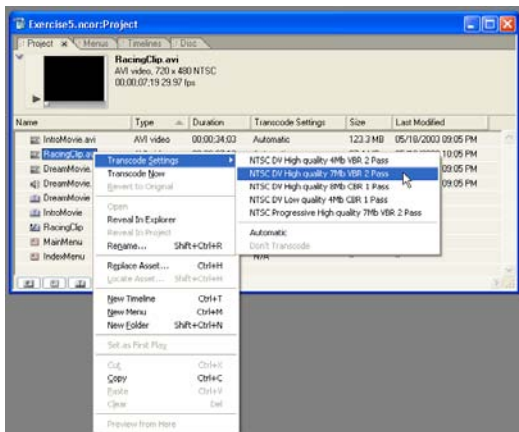 Exercise5.ncor:Project
Project Menus Timelines Disc
RacingClip.avi
AVI video, 720 x 480 NTSC
00;00;07;19 29.97 fps
Name Type Duration Transcode Settings Size Last Modified
IntroMovie.avi AVI video 00;00;34;03 Automatic 123.3 MB 05/18/2003 09:05 PM
RacingClip.avi
DreamMovie.
DreamMovie.
DreamMovie
IntroMovie
RacingClip
MainMenu
IndexMenu N/A
Transcode Settings
Transcode Now
Revert to Original
Open
Reveal In Explorer
Reveal In Project
Rename... Shift+Ctrl+R
Replace Asset... Ctrl+H
Locate Asset... Shift+Ctrl+H
New Timeline Ctrl+T
New Menu Ctrl+M
New Folder Shift+Ctrl+N
Set as First Play
Cut Ctrl+X
Copy Ctrl+C
Paste Ctrl+V
Clear Del
Preview from Here
NTSC DV High quality 4Mb VBR 2 Pass
NTSC DV High quality 7Mb VBR 2 Pass
NTSC DV High quality 8Mb CBR 1 Pass
NTSC DV Low quality 4Mb CBR 1 Pass
NTSC Progressive High quality 7Mb VBR 2 Pass
Automatic
Don't Transcode
10:05 PM
09:05 PM
09:05 PM